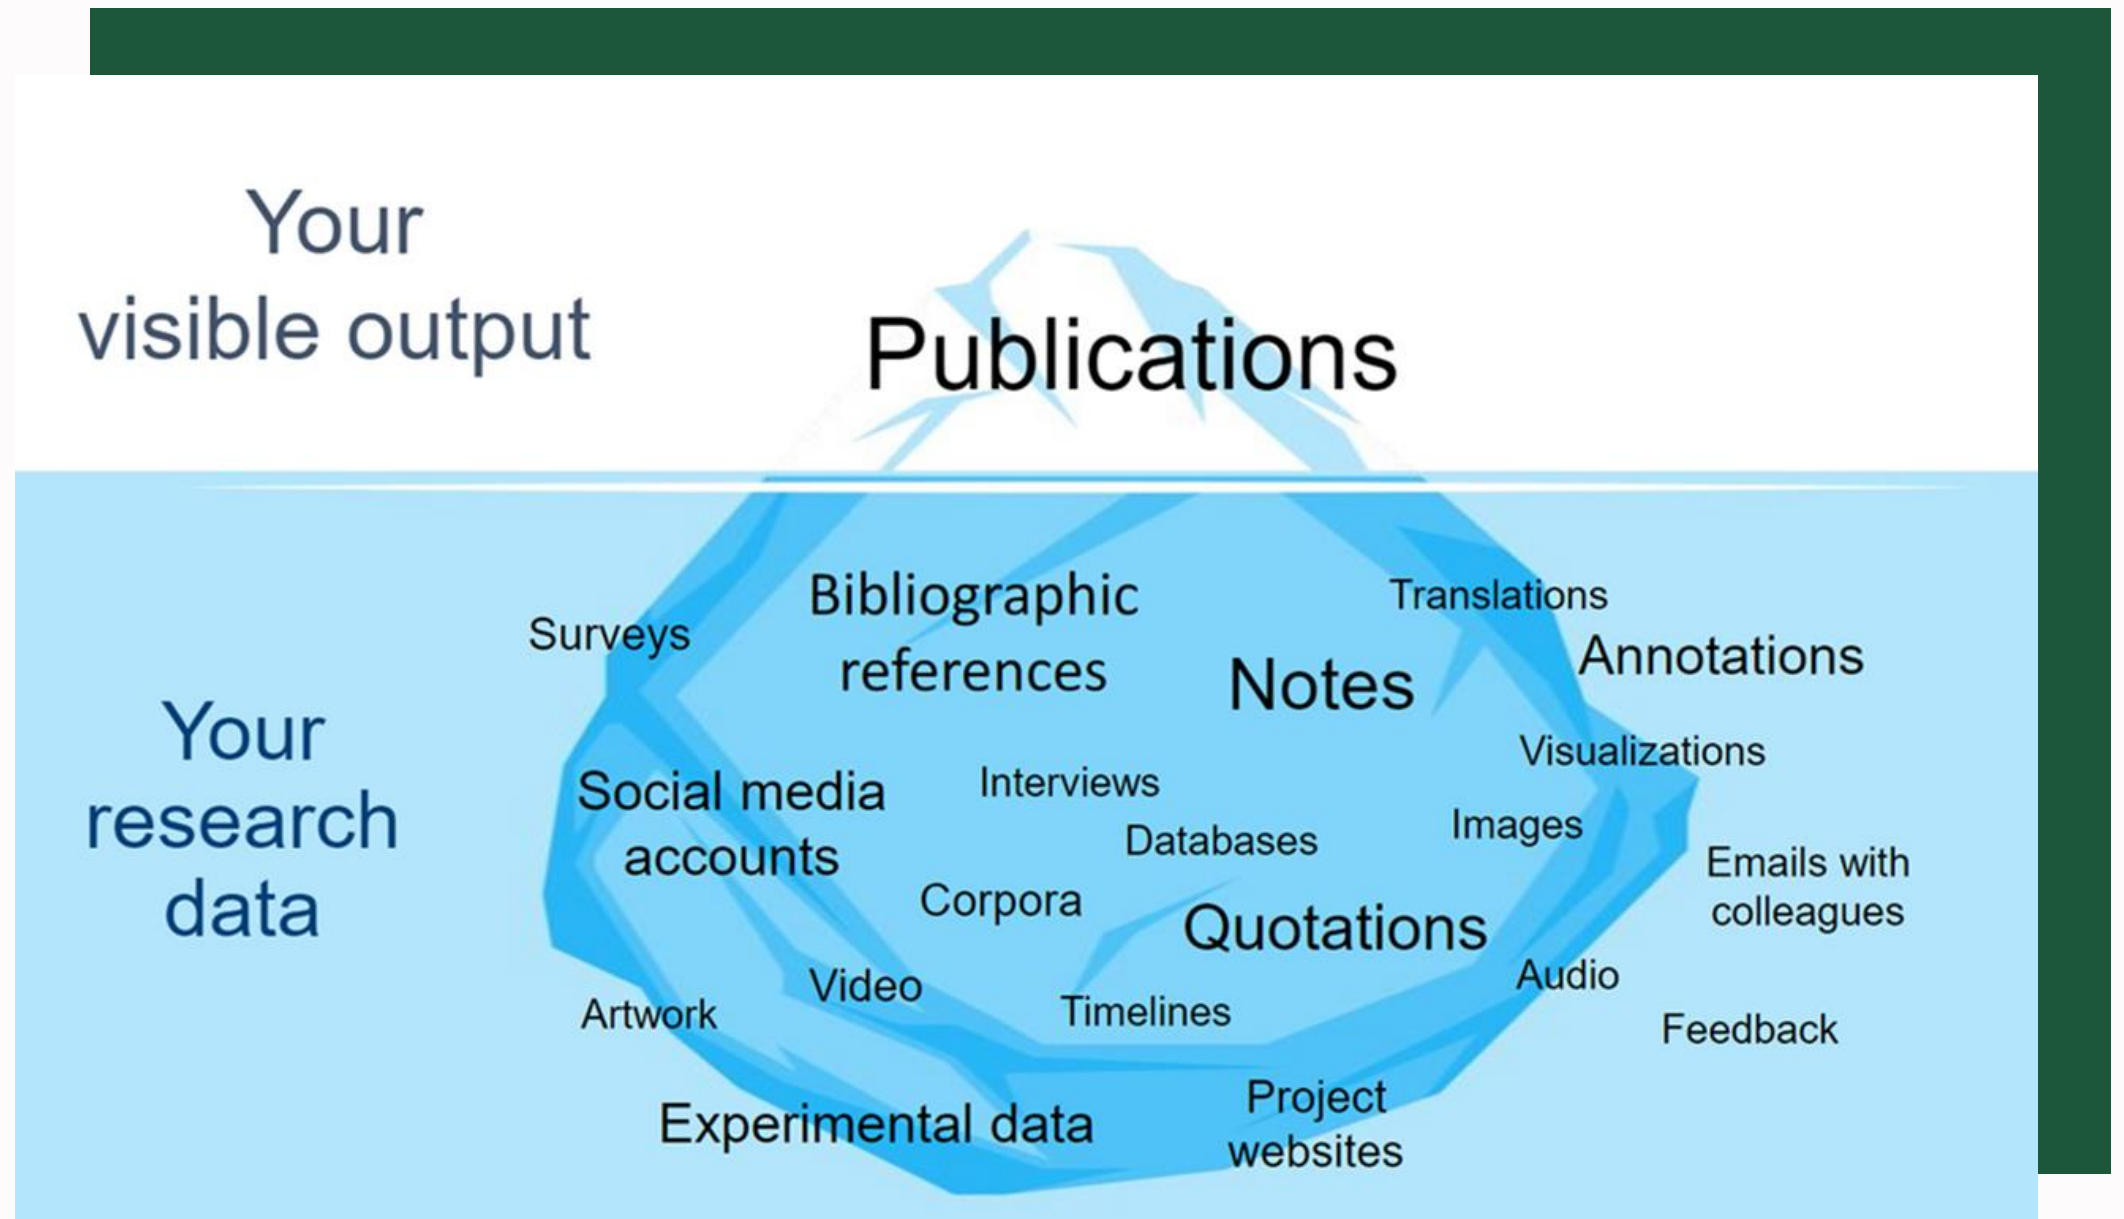 Your
visible output
Publications
Your
research
data
Surveys
Bibliographic
references
Notes
Translations
Annotations
Visualizations
Social media
accounts
Interviews
Databases
Images
Emails with
colleagues
Corpora
Quotations
Audio
Video
Timelines
Artwork
Feedback
Experimental data
Project
websites